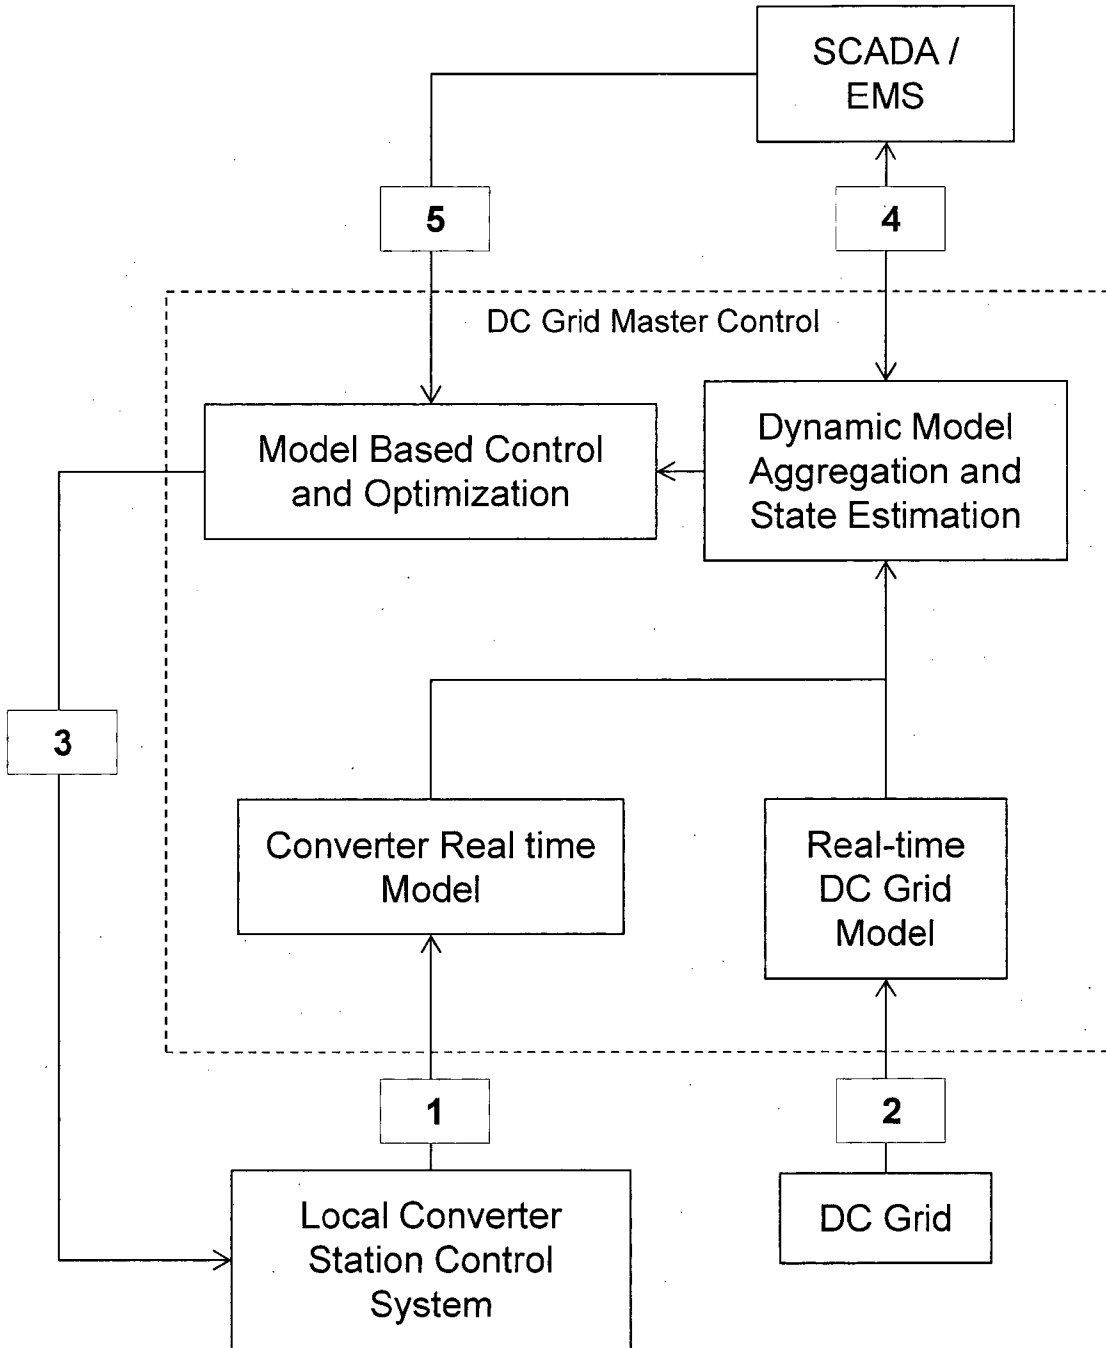 SCADA /
EMS
5
4
DC Grid Master Control
Model Based Control
and Optimization
Dynamic Model
Aggregation and
State Estimation
3
Converter Real time
Model
Real-time
DC Grid
Model
1
2
Local Converter
Station Control
System
DC Grid